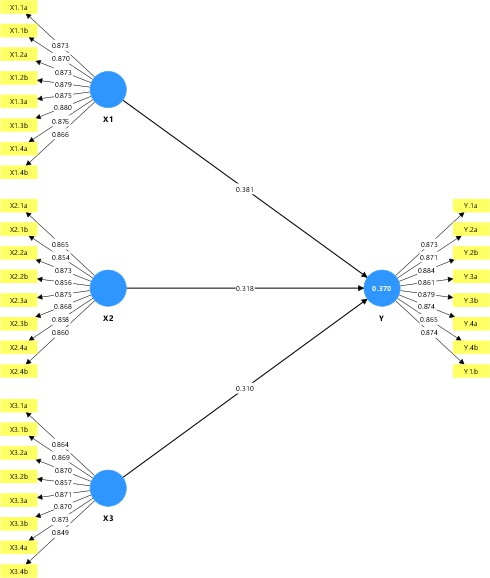 X1.1a
X1.1b
X1.2a
X1.2b
X1.3a
X1.3b
X1.4a
X1.4b
0.873
0.870
0.873
0.879
0.875
0.880
0.876
0.866
X1
0.381
X2.1a
X2.1b
X2.2a
X2.2b
X2.3a
X2.3b
X2.4a
X2.4b
0.865
0.854
0.873
0.856
0.875
0.868
0.858
0.860
X2
0.318
X3.1a
X3.1b
X3.2a
X3.2b
X3.3a
X3.3b
X3.4a
X3.4b
0.864
0.869
0.870
0.857
0.871
0.870
0.873
0.849
X3
0.310
0.370
Y
0.873
0.871
0.884
0.861
0.879
0.874
0.865
0.874
Y.1a
Y.2a
Y.2b
Y.3a
Y.3b
Y.4a
Y.4b
Y1.b